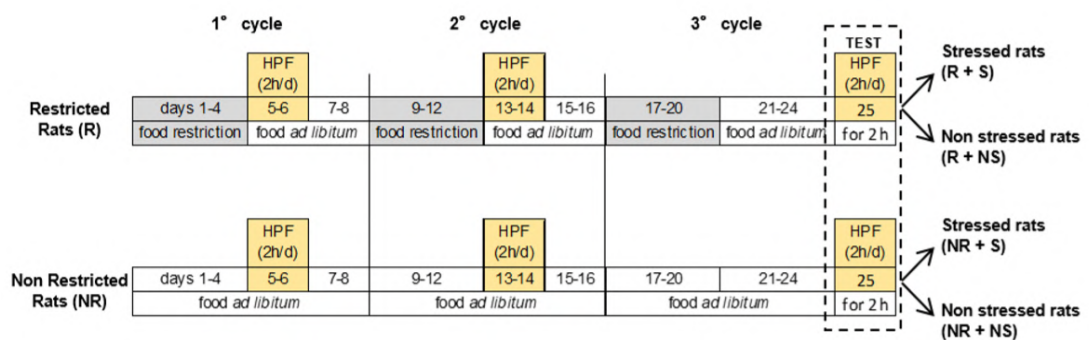 1° cycle 2° cycle 3° cycle
TEST
HPF HPF HPF
(2h/d) (2h/d) (2h/d)
Stressed rats
(R + S)
Restricted
Rats (R)
days 1-4 5-6 7-8 9-12 13-14 15-16 17-20 21-24 25
food restriction food ad libitum food restriction food ad libitum food restriction food ad libitum for 2h
Non stressed rats
(R + NS)
HPF HPF HPF
(2h/d) (2h/d) (2h/d)
Stressed rats
(NR + S)
Non Restricted
Rats (NR)
days 1-4 5-6 7-8 9-12 13-14 15-16 17-20 21-24 25
food ad libitum food ad libitum food ad libitum for 2h
Non stressed rats
(NR + NS)